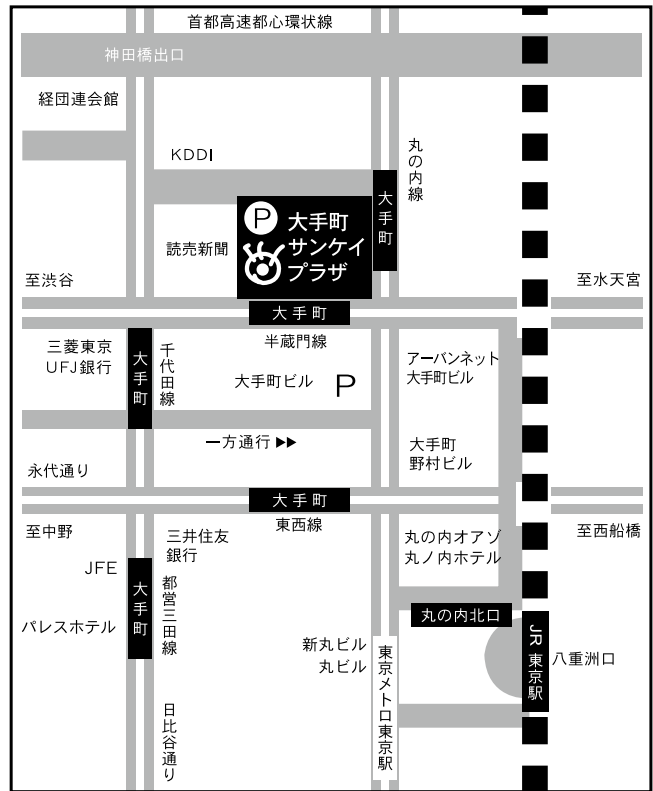 首都高速都心環状線
神田橋出口
経団連会館
KDDI
丸の内線
大手町
P
大手町
サンケイ
プラザ
読売新聞
至渋谷
至水天宮
大手町
半蔵門線
三菱東京
UFJ銀行
大手町
千代田線
大手町ビル
P
アーバンネット
大手町ビル
一方通行 ▶▶
大手町
野村ビル
永代通り
大手町
東西線
至中野
至西船橋
三井住友
銀行
丸の内オアゾ
丸ノ内ホテル
JFE
大手町
都営三田線
パレスホテル
丸の内北口
新丸ビル
丸ビル
東京メトロ東京駅
JR 東京駅
八重洲口
日比谷通り